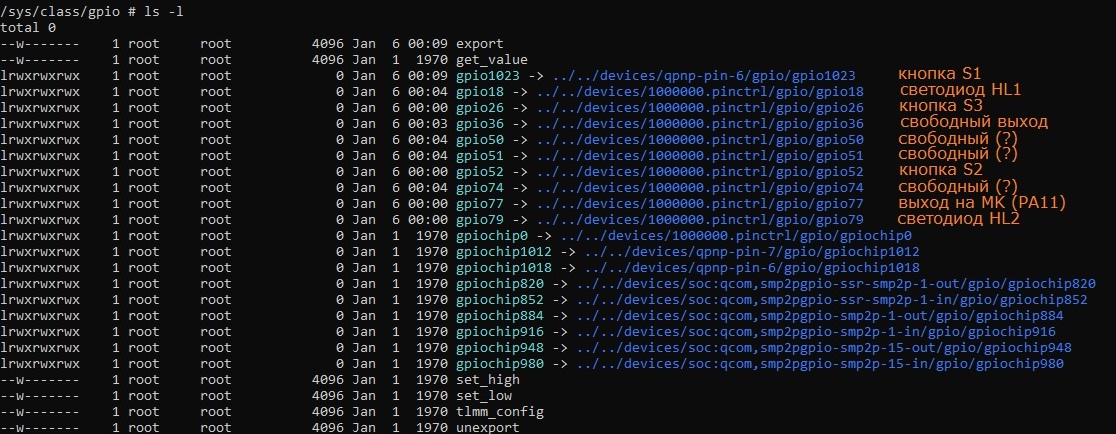 /sys/class/gpio # ls -l
total 0
--w-------    1 root     root          4096 Jan  6 00:09 export
--w-------    1 root     root          4096 Jan  1  1970 get_value
lrwxrwxrwx    1 root     root             0 Jan  6 00:09 gpio1023 -> ../../devices/qpnp-pin-6/gpio/gpio1023 кнопка S1
lrwxrwxrwx    1 root     root             0 Jan  6 00:04 gpio18 -> ../../devices/1000000.pinctrl/gpio/gpio18 светодиод HL1
lrwxrwxrwx    1 root     root             0 Jan  6 00:00 gpio26 -> ../../devices/1000000.pinctrl/gpio/gpio26 кнопка S3
lrwxrwxrwx    1 root     root             0 Jan  6 00:03 gpio36 -> ../../devices/1000000.pinctrl/gpio/gpio36 свободный выход
lrwxrwxrwx    1 root     root             0 Jan  6 00:04 gpio50 -> ../../devices/1000000.pinctrl/gpio/gpio50 свободный (?)
lrwxrwxrwx    1 root     root             0 Jan  6 00:04 gpio51 -> ../../devices/1000000.pinctrl/gpio/gpio51 свободный (?)
lrwxrwxrwx    1 root     root             0 Jan  6 00:00 gpio52 -> ../../devices/1000000.pinctrl/gpio/gpio52 кнопка S2
lrwxrwxrwx    1 root     root             0 Jan  6 00:04 gpio74 -> ../../devices/1000000.pinctrl/gpio/gpio74 свободный (?)
lrwxrwxrwx    1 root     root             0 Jan  6 00:00 gpio77 -> ../../devices/1000000.pinctrl/gpio/gpio77 выход на МК (PA11)
lrwxrwxrwx    1 root     root             0 Jan  6 00:04 gpio79 -> ../../devices/1000000.pinctrl/gpio/gpio79 светодиод HL2
lrwxrwxrwx    1 root     root             0 Jan  1  1970 gpiochip0 -> ../../devices/1000000.pinctrl/gpio/gpiochip0
lrwxrwxrwx    1 root     root             0 Jan  1  1970 gpiochip1012 -> ../../devices/qpnp-pin-7/gpio/gpiochip1012
lrwxrwxrwx    1 root     root             0 Jan  1  1970 gpiochip1018 -> ../../devices/qpnp-pin-6/gpio/gpiochip1018
lrwxrwxrwx    1 root     root             0 Jan  1  1970 gpiochip820 -> ../../devices/soc:qcom,smp2pgpio-ssr-smp2p-1-out/gpio/gpiochip820
lrwxrwxrwx    1 root     root             0 Jan  1  1970 gpiochip852 -> ../../devices/soc:qcom,smp2pgpio-ssr-smp2p-1-in/gpio/gpiochip852
lrwxrwxrwx    1 root     root             0 Jan  1  1970 gpiochip884 -> ../../devices/soc:qcom,smp2pgpio-smp2p-1-out/gpio/gpiochip884
lrwxrwxrwx    1 root     root             0 Jan  1  1970 gpiochip916 -> ../../devices/soc:qcom,smp2pgpio-smp2p-1-in/gpio/gpiochip916
lrwxrwxrwx    1 root     root             0 Jan  1  1970 gpiochip948 -> ../../devices/soc:qcom,smp2pgpio-smp2p-15-out/gpio/gpiochip948
lrwxrwxrwx    1 root     root             0 Jan  1  1970 gpiochip980 -> ../../devices/soc:qcom,smp2pgpio-smp2p-15-in/gpio/gpiochip980
--w-------    1 root     root          4096 Jan  1  1970 set_high
--w-------    1 root     root          4096 Jan  1  1970 set_low
--w-------    1 root     root          4096 Jan  1  1970 tlmm_config
--w-------    1 root     root          4096 Jan  1  1970 unexport